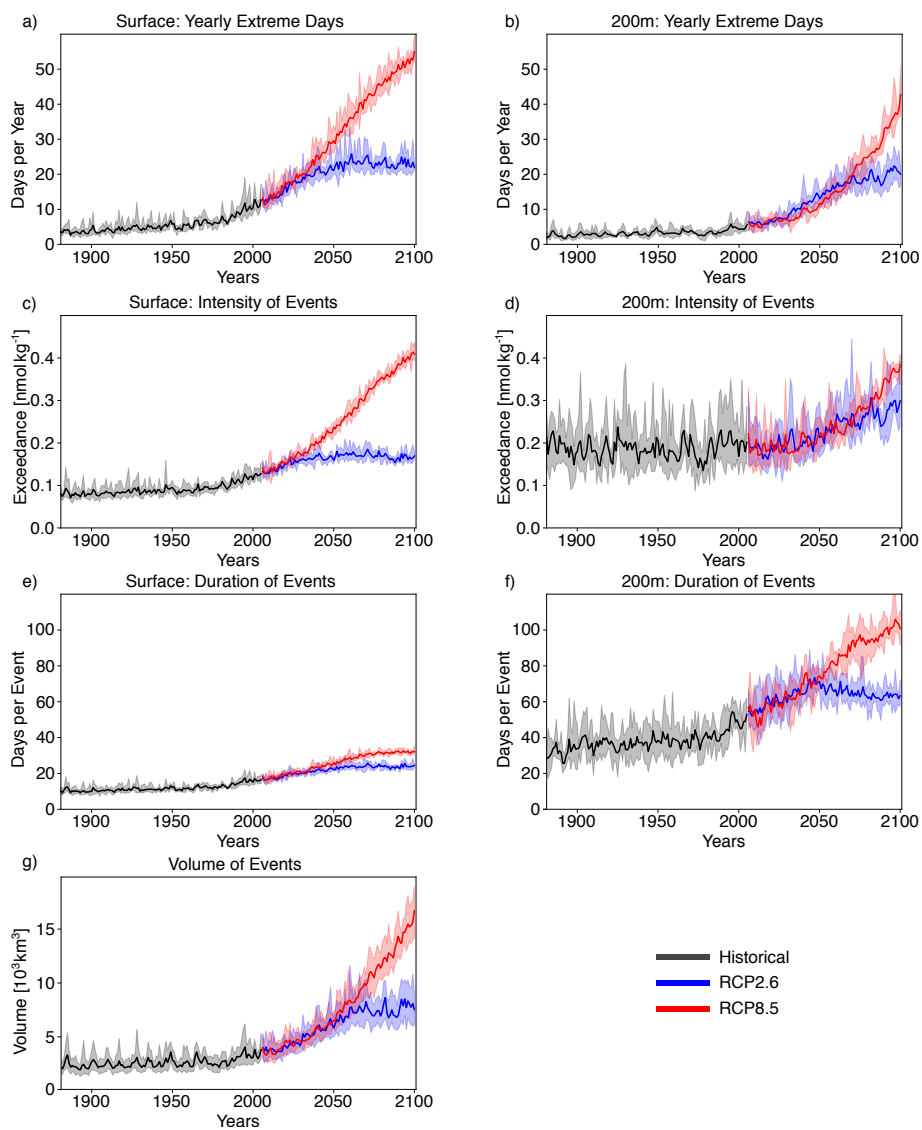 a) Surface: Yearly Extreme Days
Days per Year
50
40
30
20
10
0
1900 1950 2000 2050 2100
Years
b) 200m: Yearly Extreme Days
Days per Year
50
40
30
20
10
0
1900 1950 2000 2050 2100
Years
c) Surface: Intensity of Events
Exceedance [nmol kg⁻¹]
0.4
0.3
0.2
0.1
0.0
1900 1950 2000 2050 2100
Years
d) 200m: Intensity of Events
Exceedance [nmol kg⁻¹]
0.4
0.3
0.2
0.1
0.0
1900 1950 2000 2050 2100
Years
e) Surface: Duration of Events
Days per Event
100
80
60
40
20
0
1900 1950 2000 2050 2100
Years
f) 200m: Duration of Events
Days per Event
100
80
60
40
20
0
1900 1950 2000 2050 2100
Years
g) Volume of Events
Volume [10³km³]
15
10
5
0
1900 1950 2000 2050 2100
Years
Historical
RCP2.6
RCP8.5